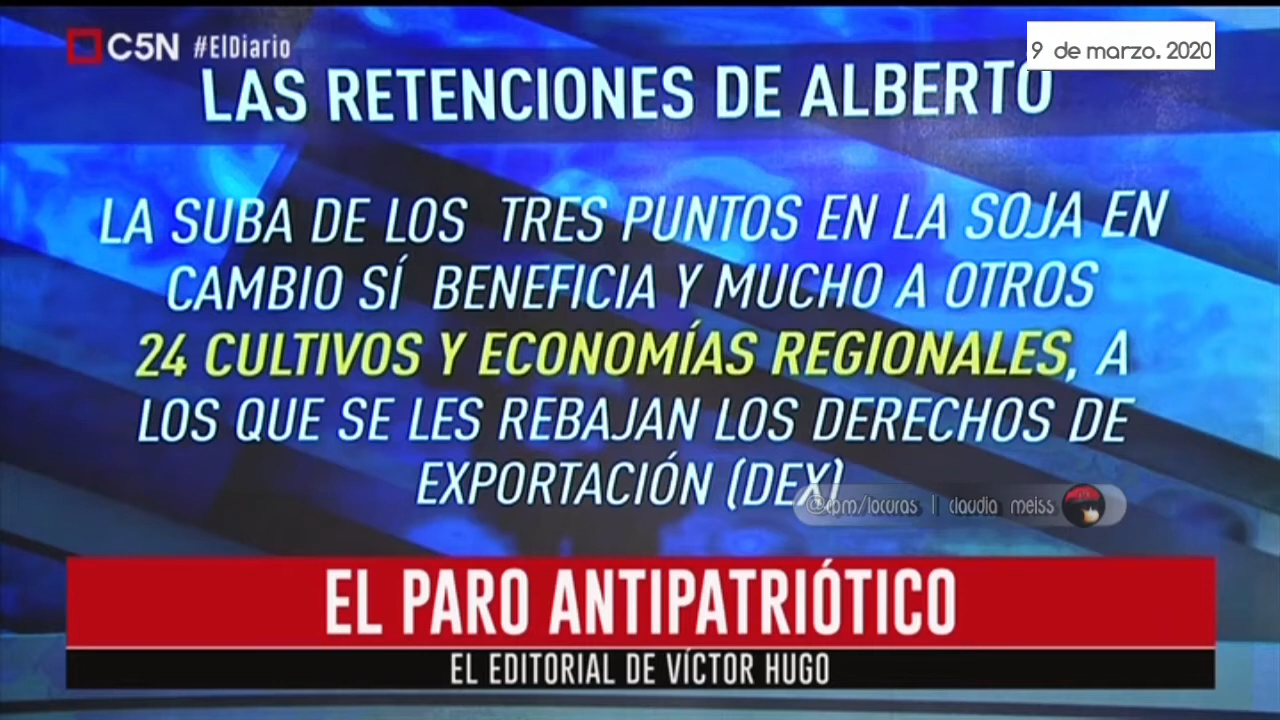 C5N #ElDiario
9 de marzo. 2020
LAS RETENCIONES DE ALBERTO
LA SUBA DE LOS TRES PUNTOS EN LA SOJA EN
CAMBIO SÍ BENEFICIA Y MUCHO A OTROS
24 CULTIVOS Y ECONOMÍAS REGIONALES, A
LOS QUE SE LES REBAJAN LOS DERECHOS DE
EXPORTACIÓN (DEX)
@cpm/locuras || claudia meiss
EL PARO ANTIPATRIÓTICO
EL EDITORIAL DE VÍCTOR HUGO